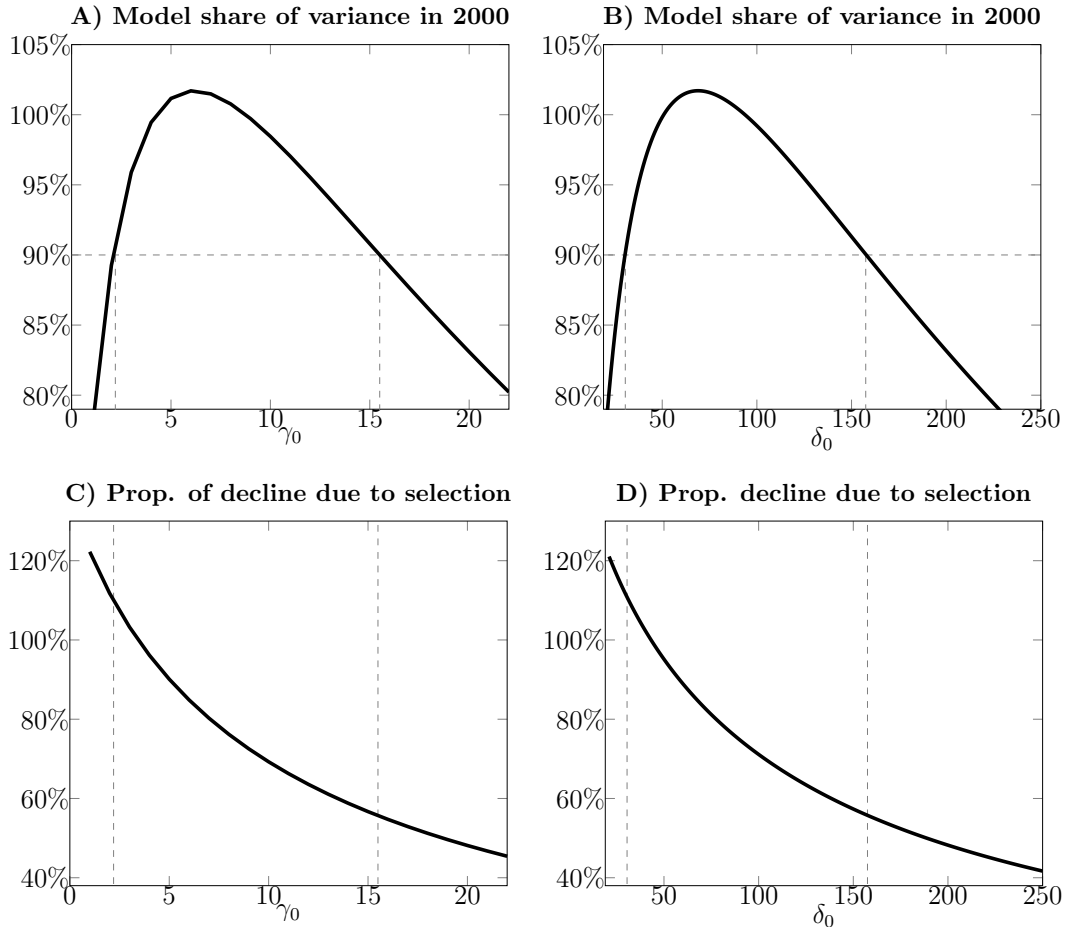 A) Model share of variance in 2000
105%
100%
95%
90%
85%
80%
0 5 10 15 20
γ0
B) Model share of variance in 2000
105%
100%
95%
90%
85%
80%
50 100 150 200 250
δ0
C) Prop. of decline due to selection
120%
100%
80%
60%
40%
0 5 10 15 20
γ0
D) Prop. decline due to selection
120%
100%
80%
60%
40%
50 100 150 200 250
δ0